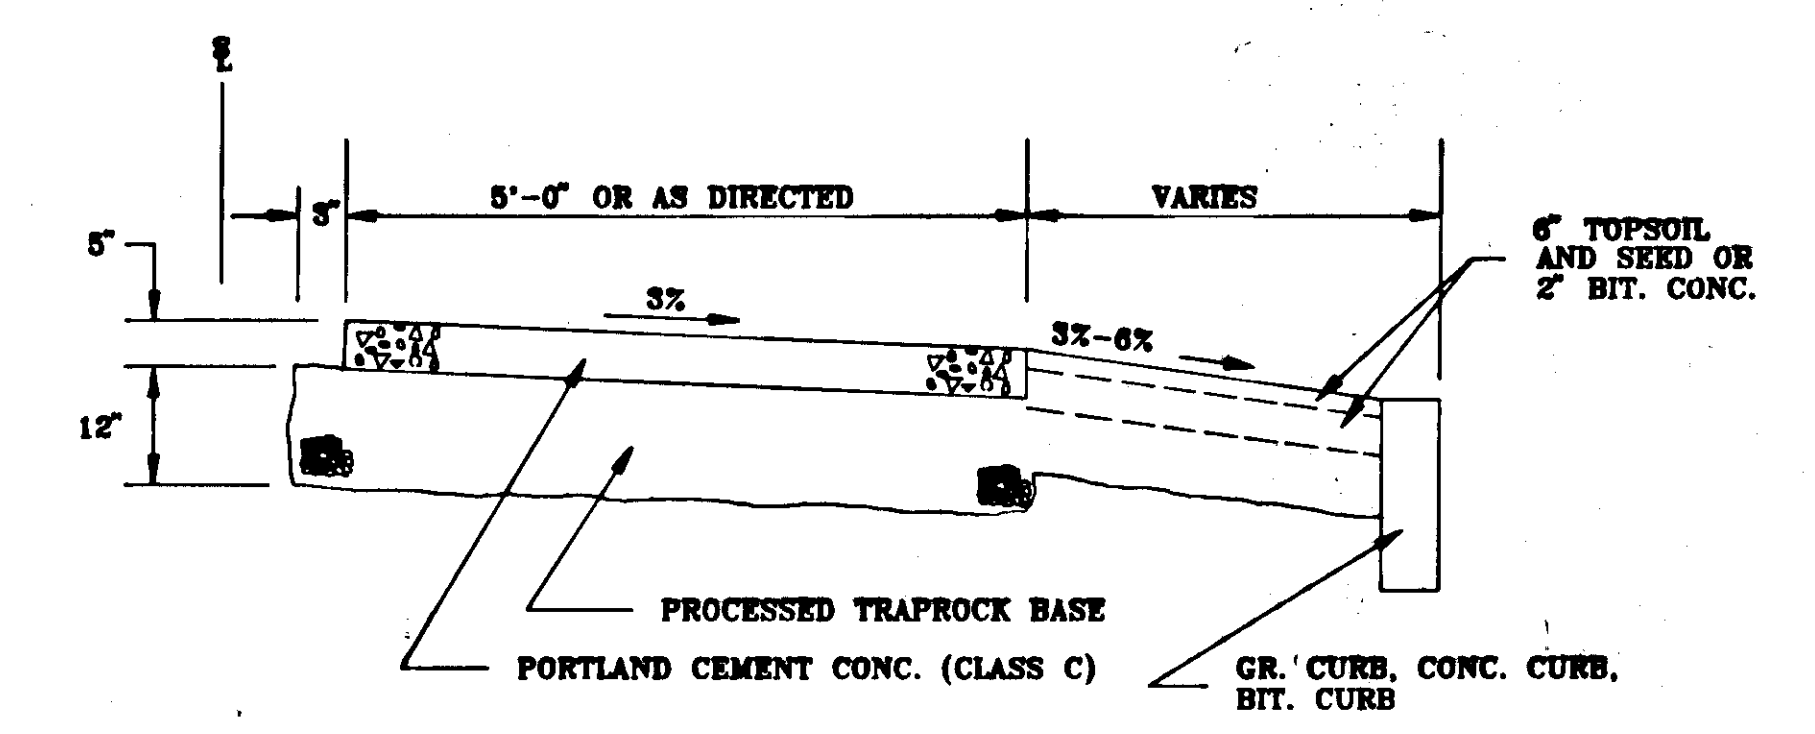 SL
5'-0" OR AS DIRECTED
VARIES
3"
5"
6" TOPSOIL
AND SEED OR
2" BIT. CONC.
3%
3%-6%
12"
PROCESSED TRAPROCK BASE
PORTLAND CEMENT CONC. (CLASS C)
GR. CURB, CONC. CURB,
BIT. CURB